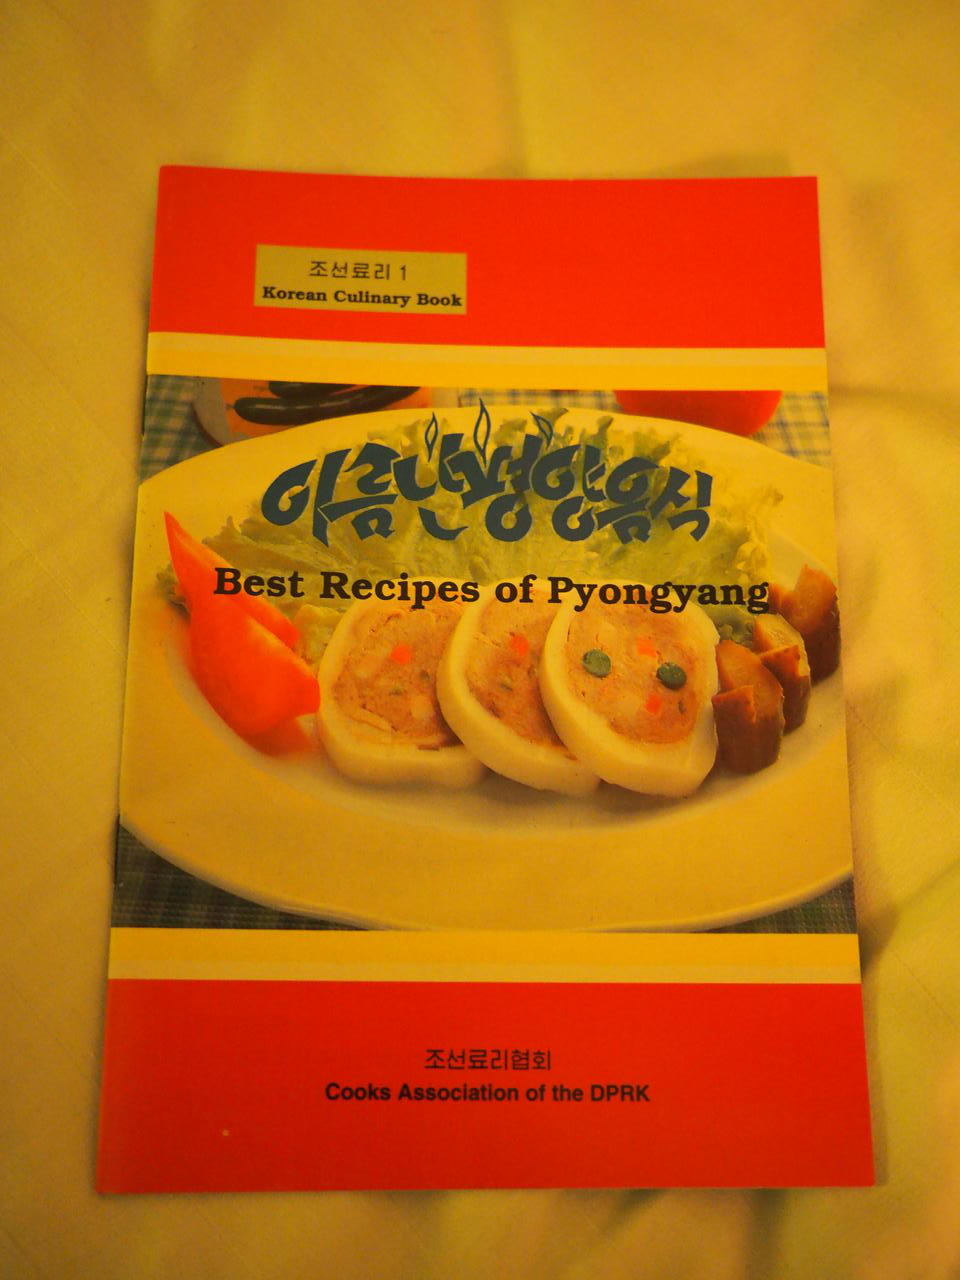 조선료리 1
Korean Culinary Book
이름난평양음식
Best Recipes of Pyongyang
조선료리협회
Cooks Association of the DPRK